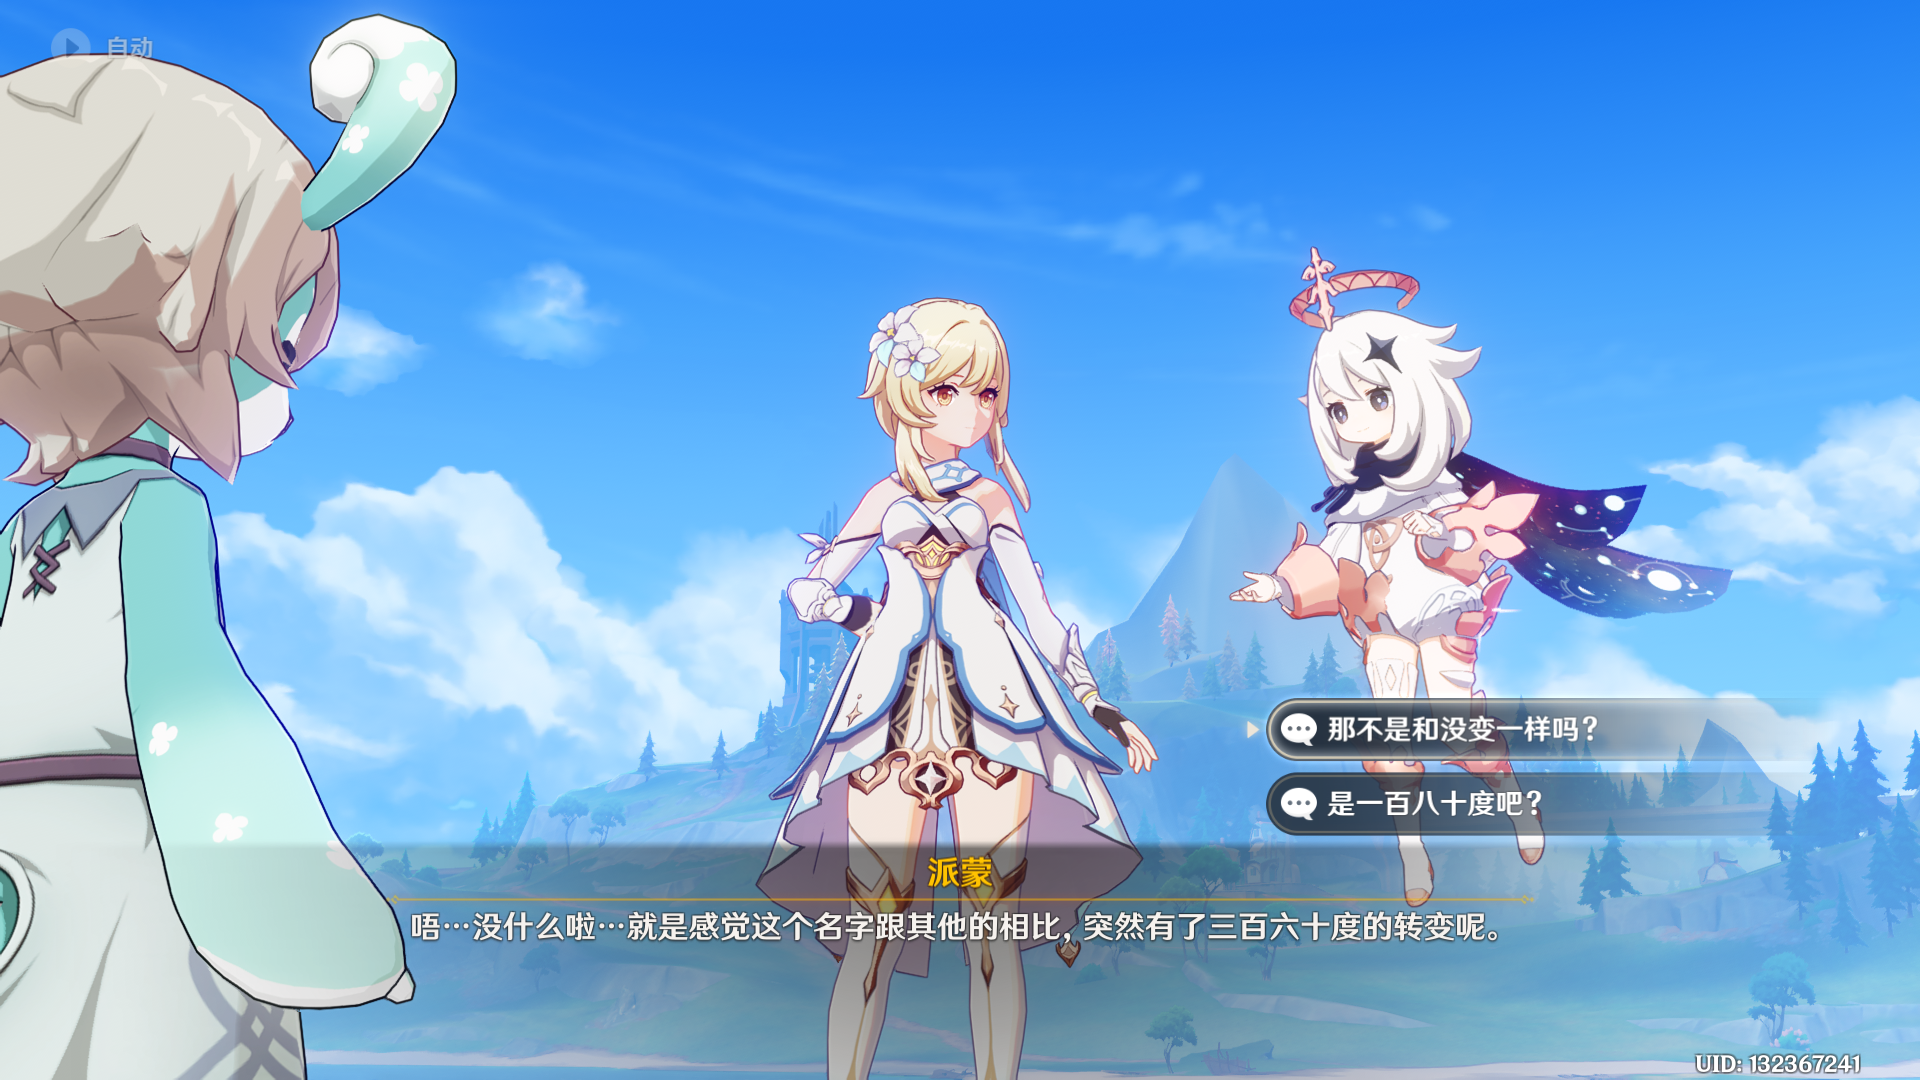 自动
那不是和没变一样吗？
是一百八十度吧？
派蒙
唔…没什么啦…就是感觉这个名字跟其他的相比，突然有了三百六十度的转变呢。
UID: 132367241